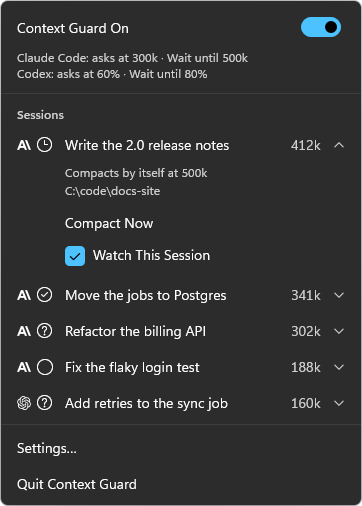 Context Guard On
Claude Code: asks at 300k · Wait until 500k
Codex: asks at 60% · Wait until 80%
Sessions
Write the 2.0 release notes 412k
Compacts by itself at 500k
C:\code\docs-site
Compact Now
Watch This Session
Move the jobs to Postgres 341k
Refactor the billing API 302k
Fix the flaky login test 188k
Add retries to the sync job 160k
Settings...
Quit Context Guard